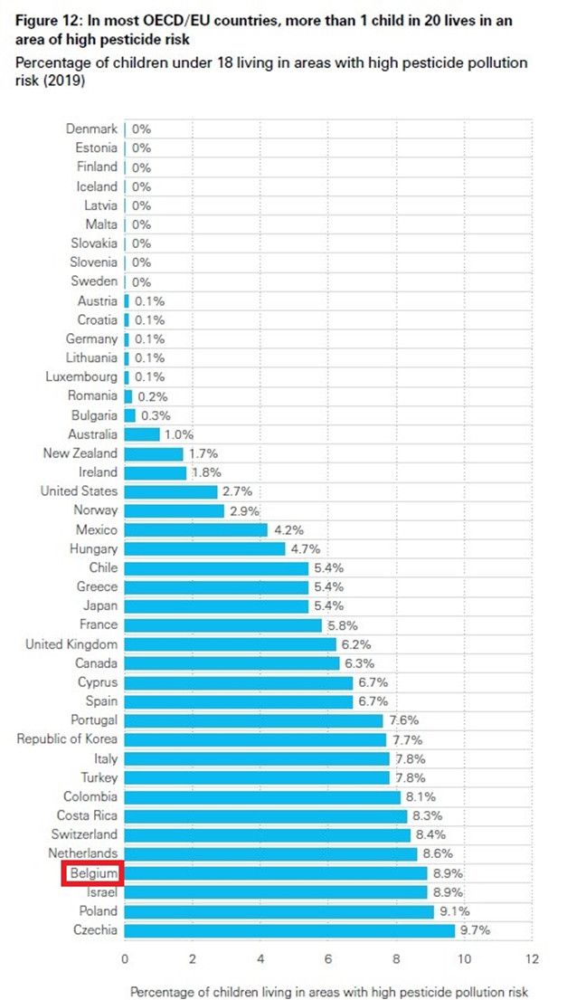 Figure 12: In most OECD/EU countries, more than 1 child in 20 lives in an
area of high pesticide risk
Percentage of children under 18 living in areas with high pesticide pollution
risk (2019)
Denmark 0%
Estonia 0%
Finland 0%
Iceland 0%
Latvia 0%
Malta 0%
Slovakia 0%
Slovenia 0%
Sweden 0%
Austria 0.1%
Croatia 0.1%
Germany 0.1%
Lithuania 0.1%
Luxembourg 0.1%
Romania 0.2%
Bulgaria 0.3%
Australia 1.0%
New Zealand 1.7%
Ireland 1.8%
United States 2.7%
Norway 2.9%
Mexico 4.2%
Hungary 4.7%
Chile 5.4%
Greece 5.4%
Japan 5.4%
France 5.8%
United Kingdom 6.2%
Canada 6.3%
Cyprus 6.7%
Spain 6.7%
Portugal 7.6%
Republic of Korea 7.7%
Italy 7.8%
Turkey 7.8%
Colombia 8.1%
Costa Rica 8.3%
Switzerland 8.4%
Netherlands 8.6%
Belgium 8.9%
Israel 8.9%
Poland 9.1%
Czechia 9.7%
0 2 4 6 8 10 12
Percentage of children living in areas with high pesticide pollution risk